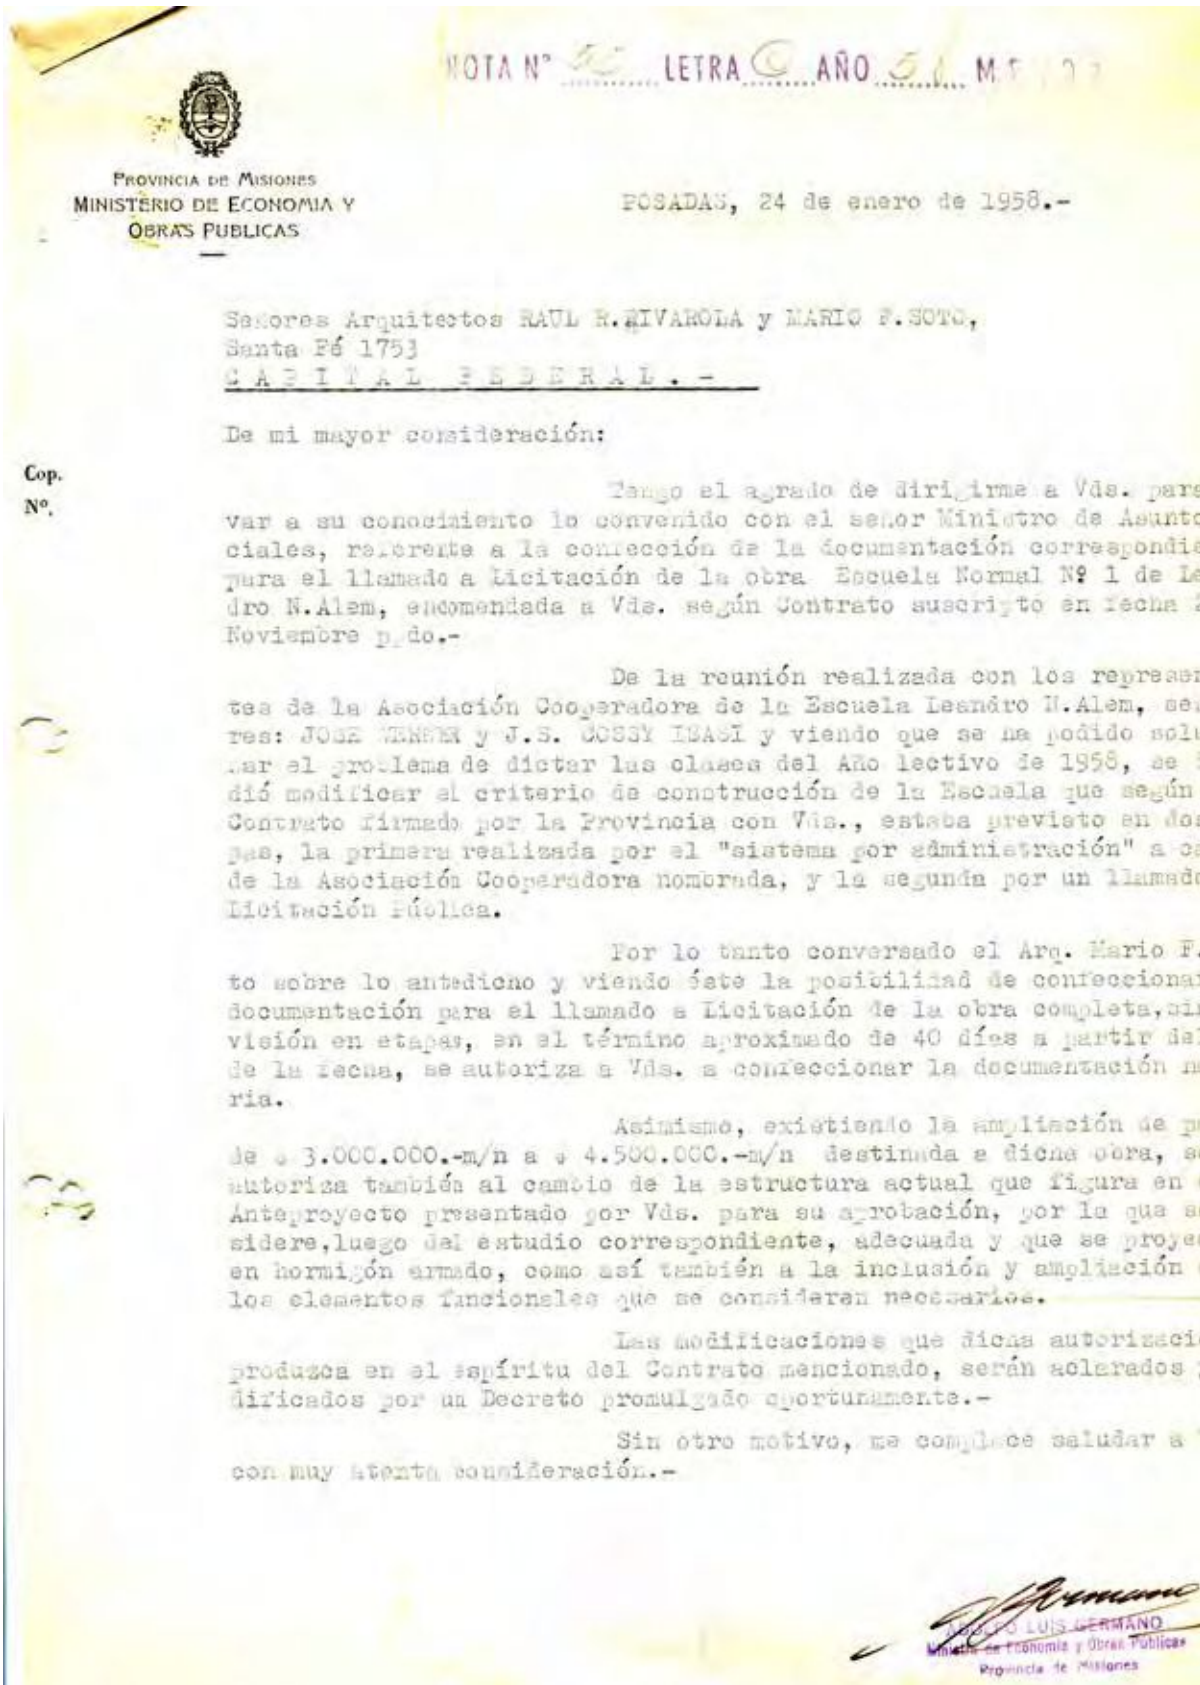 NOTA Nº LETRA AÑO 5
PROVINCIA DE MISIONES
MINISTERIO DE ECONOMIA Y
OBRAS PUBLICAS
POSADAS, 24 de enero de 1958.-
Señores Arquitectos RAUL R.RIVAROLA y MARIO F.SOTO,
Santa Fé 1753
CAPITAL FEDERAL.-
De mi mayor consideración:
Cop.
Nº.
Tengo el agrado de dirigirme a Vds. para
var a su conocimiento lo convenido con el señor Ministro de Asunto
ciales, referente a la confección de la documentación correspondie
para el llamado a Licitación de la obra Escuela Normal Nº 1 de Le
dro N.Alem, encomendada a Vds. según Contrato suscripto en fecha
Noviembre p.do.-
De la reunión realizada con los represen
tes de la Asociación Cooperadora de la Escuela Leandro N.Alem, se
res: JOSE y J.S. y viendo que se ha podido solu
nar el problema de dictar las clases del Año lectivo de 1958, se
dió modificar el criterio de construcción de la Escuela que según
Contrato firmado por la Provincia con Vds., estaba previsto en dos
pas, la primera realizada por el "sistema por administración" a ca
de la Asociación Cooperadora nombrada, y la segunda por un llamado
Licitación Pública.
Por lo tanto conversado el Arq. Mario F.
to sobre lo antedicho y viendo éste la posibilidad de confeccionar
documentación para el llamado a Licitación de la obra completa,sin
visión en etapas, en el término aproximado de 40 días a partir de
de la fecha, se autoriza a Vds. a confeccionar la documentación ne
ria.
Asimismo, existiendo la ampliación de p
de $ 3.000.000.-m/n a $ 4.500.000.-m/n destinada a dicha obra, se
autoriza también al cambio de la estructura actual que figura en
Anteproyecto presentado por Vds. para su aprobación, por la que se
sidere,luego del estudio correspondiente, adecuada y que se proyec
en hormigón armado, como así también a la inclusión y ampliación
los elementos funcionales que se consideran necesarios.
Las modificaciones que dicha autorizació
produzca en el espíritu del Contrato mencionado, serán aclarados
dificados por un Decreto promulgado oportunamente.-
Sin otro motivo, me complace saludar a
con muy atenta consideración.-
Germano
ADOLFO LUIS GERMANO
Ministro de Economia y Obras Públicas
Provincia de Misiones